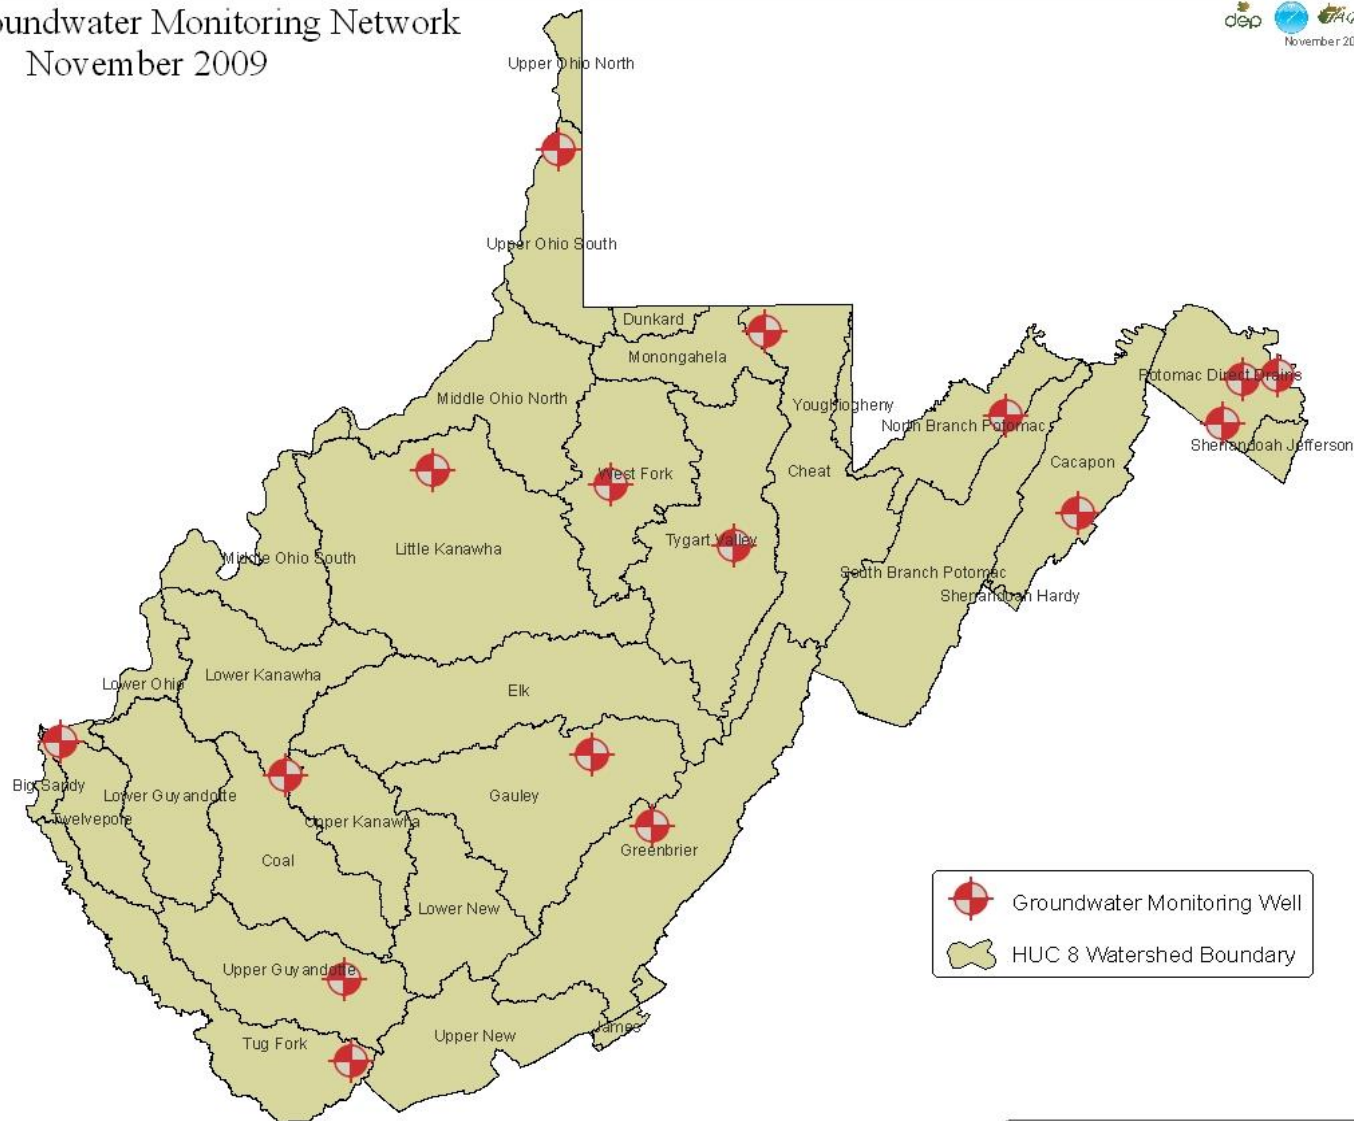 oundwater Monitoring Network
November 2009
dep
TAG
November 20
Upper Ohio North
Upper Ohio South
Dunkard
Monongahela
Middle Ohio North
Youghiogheny
North Branch Potomac
Potomac Direct Drains
Shenandoah Jefferson
Cacapon
West Fork
Cheat
Tygart Valley
Little Kanawha
Middle Ohio South
South Branch Potomac
Shenandoah Hardy
Lower Kanawha
Lower Ohio
Elk
Big Sandy
Lower Guyandotte
Twelvepole
Gauley
Upper Kanawha
Coal
Greenbrier
Lower New
Upper Guyandotte
Tug Fork
Upper New
James
Groundwater Monitoring Well
HUC 8 Watershed Boundary